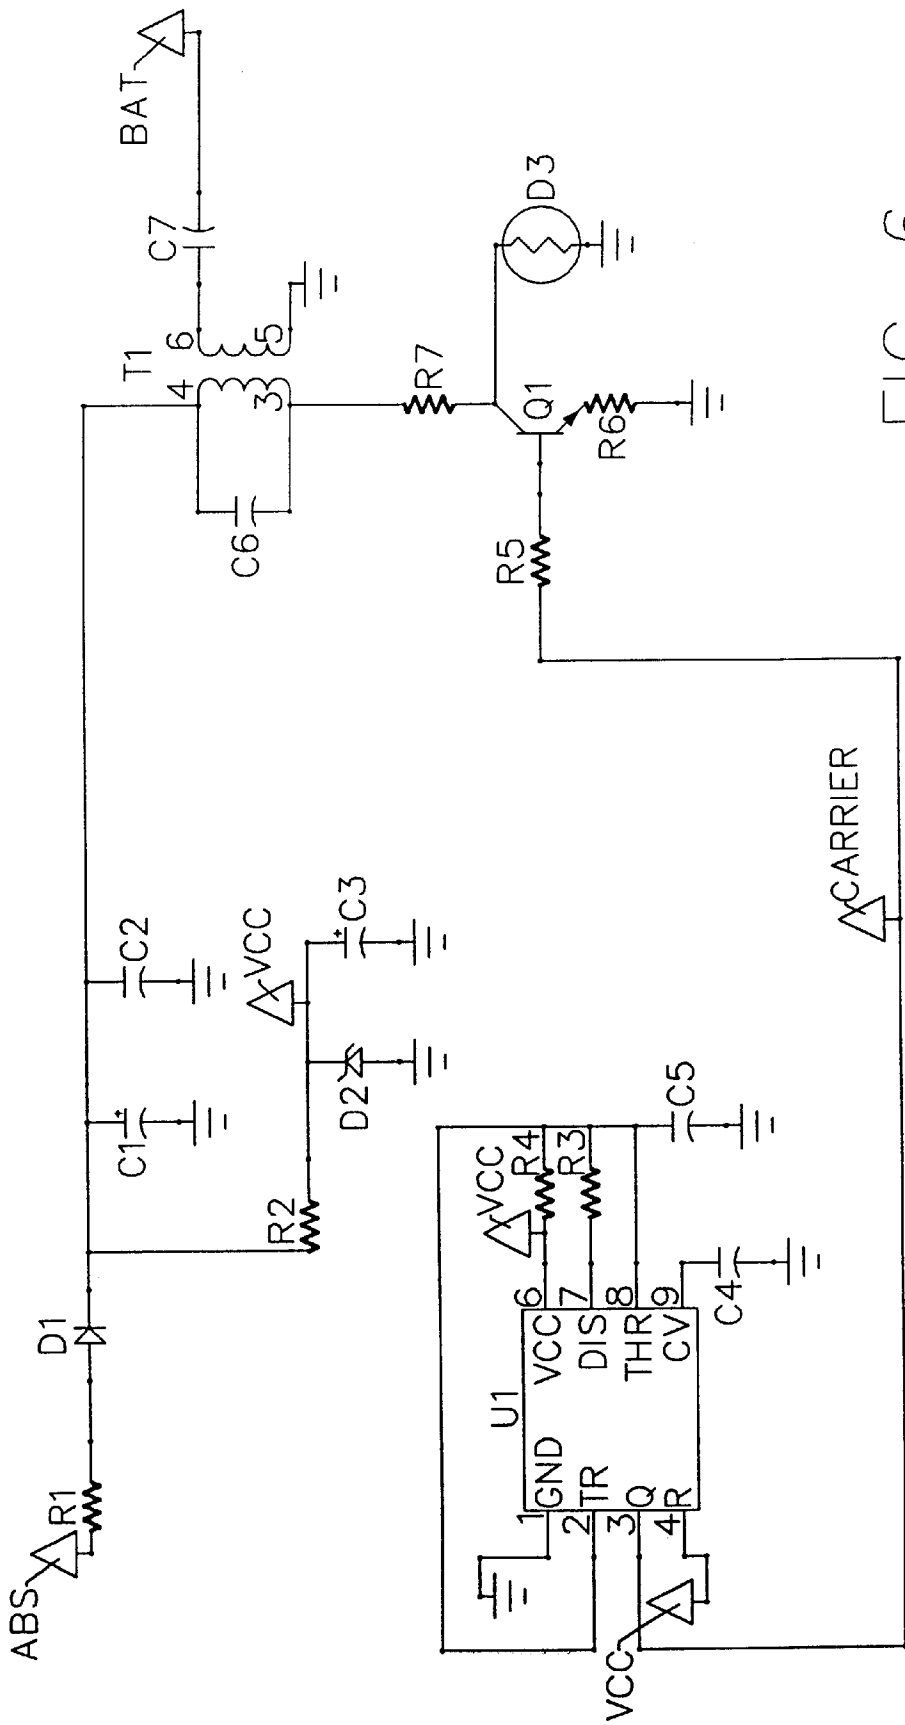 ABS
R1
D1
C1
+
C2
R2
VCC
D2
+
C3
T1
4
6
3
5
C6
C7
BAT
R7
Q1
D3
R5
R6
U1
1
GND
2
TR
3
Q
4
R
VCC
6
VCC
7
DIS
8
THR
9
CV
VCC
R4
R3
C5
C4
CARRIER